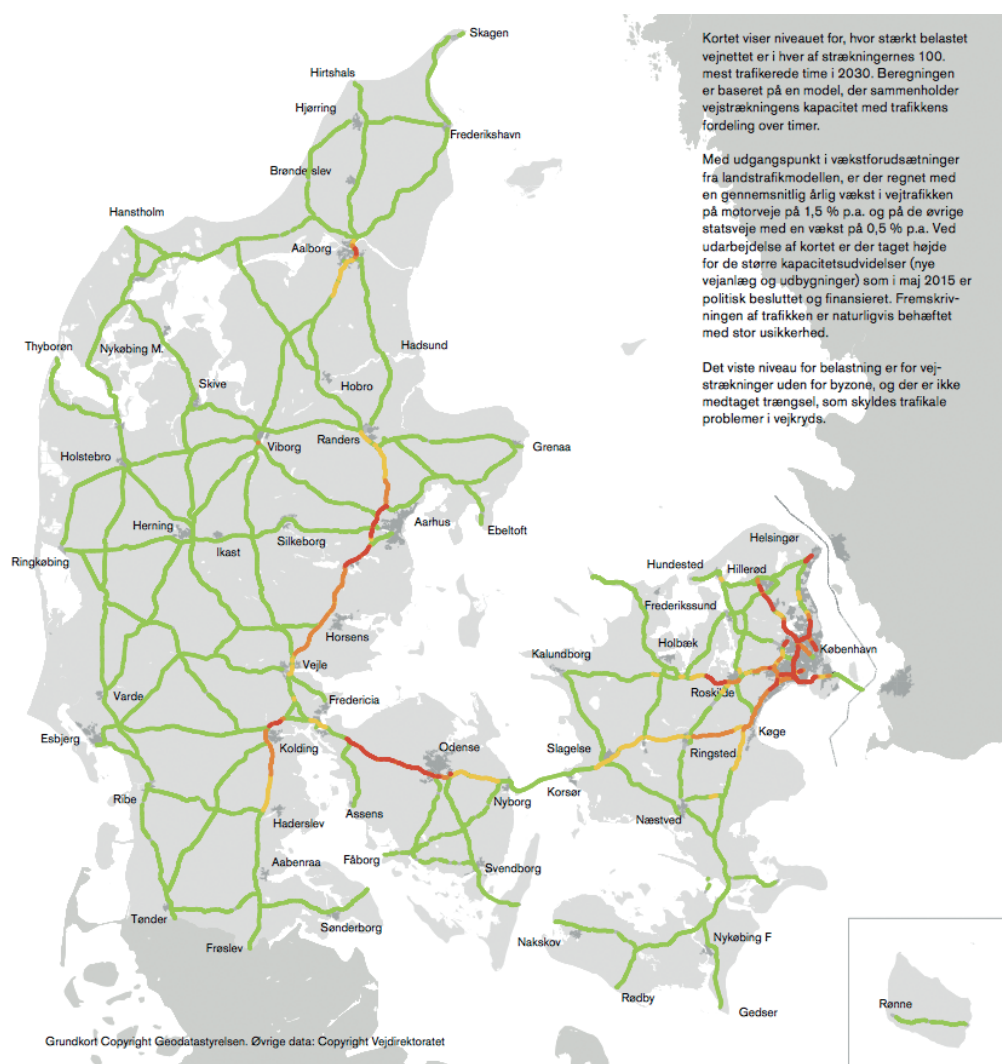 Kortet viser niveauet for, hvor stærkt belastet
vejnettet er i hver af strækningernes 100.
mest trafikerede time i 2030. Beregningen
er baseret på en model, der sammenholder
vejstrækningens kapacitet med trafikkens
fordeling over timer.
Med udgangspunkt i vækstforudsætninger
fra landstrafikmodellen, er der regnet med
en gennemsnitlig årlig vækst i vejtrafikken
på motorveje på 1,5 % p.a. og på de øvrige
statsveje med en vækst på 0,5 % p.a. Ved
udarbejdelse af kortet er der taget højde
for de større kapacitetsudvidelser (nye
vejanlæg og udbygninger) som i maj 2015 er
politisk besluttet og finansieret. Fremskriv-
ningen af trafikken er naturligvis behæftet
med stor usikkerhed.
Det viste niveau for belastning er for vej-
strækninger uden for byzone, og der er ikke
medtaget trængsel, som skyldes trafikale
problemer i vejkryds.
Skagen
Hirtshals
Hjørring
Frederikshavn
Brønderslev
Hanstholm
Aalborg
Thyborøn
Nykøbing M.
Hadsund
Skive
Hobro
Randers
Viborg
Grenaa
Holstebro
Aarhus
Herning
Silkeborg
Ebeltoft
Ikast
Helsingør
Ringkøbing
Hundested
Hillerød
Frederikssund
Horsens
Holbæk
København
Kalundborg
Vejle
Varde
Roskilde
Fredericia
Esbjerg
Kolding
Odense
Slagelse
Køge
Ringsted
Korsør
Nyborg
Ribe
Haderslev
Assens
Næstved
Aabenraa
Fåborg
Svendborg
Tønder
Sønderborg
Frøslev
Nakskov
Nykøbing F
Rødby
Gedser
Rønne
Grundkort Copyright Geodatastyrelsen. Øvrige data: Copyright Vejdirektoratet